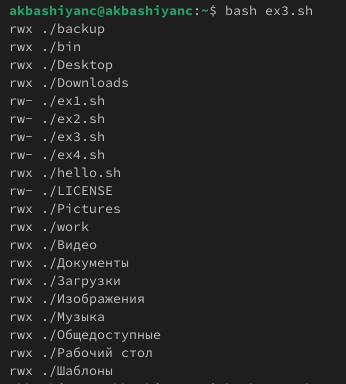 akbashiyanc@akbashiyanc:~$ bash ex3.sh
rwx ./backup
rwx ./bin
rwx ./Desktop
rwx ./Downloads
rw- ./ex1.sh
rw- ./ex2.sh
rw- ./ex3.sh
rw- ./ex4.sh
rwx ./hello.sh
rw- ./LICENSE
rwx ./Pictures
rwx ./work
rwx ./Видео
rwx ./Документы
rwx ./Загрузки
rwx ./Изображения
rwx ./Музыка
rwx ./Общедоступные
rwx ./Рабочий стол
rwx ./Шаблоны